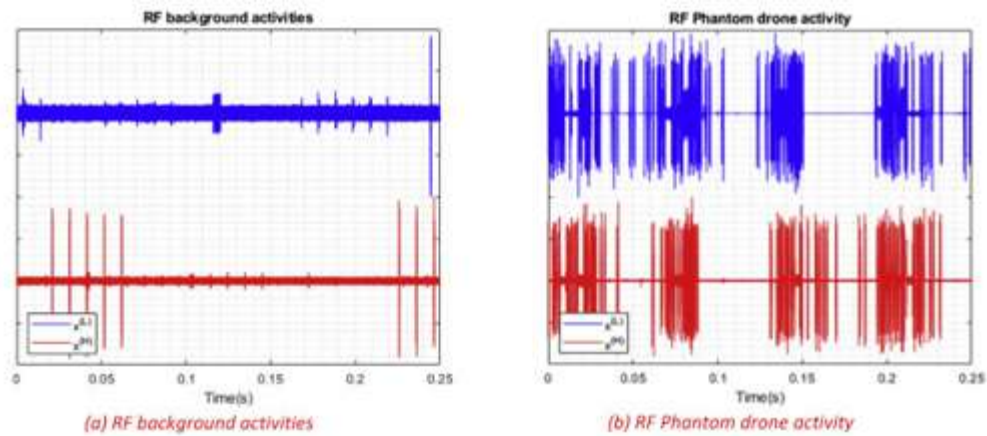 RF background activities
x(L)
x(H)
0 0.05 0.1 0.15 0.2 0.25
Time(s)
(a) RF background activities
RF Phantom drone activity
x(L)
x(H)
0 0.05 0.1 0.15 0.2 0.25
Time(s)
(b) RF Phantom drone activity